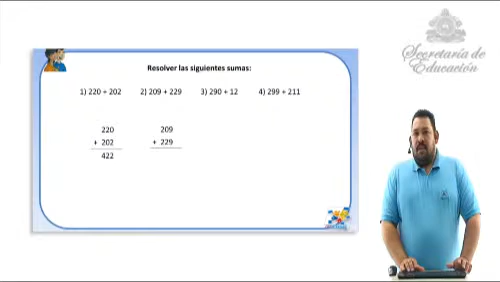 Secretaría de
Educación
Resolver las siguientes sumas:
1) 220 + 202 2) 209 + 229 3) 290 + 12 4) 299 + 211
220 209
+ 202 + 229
422